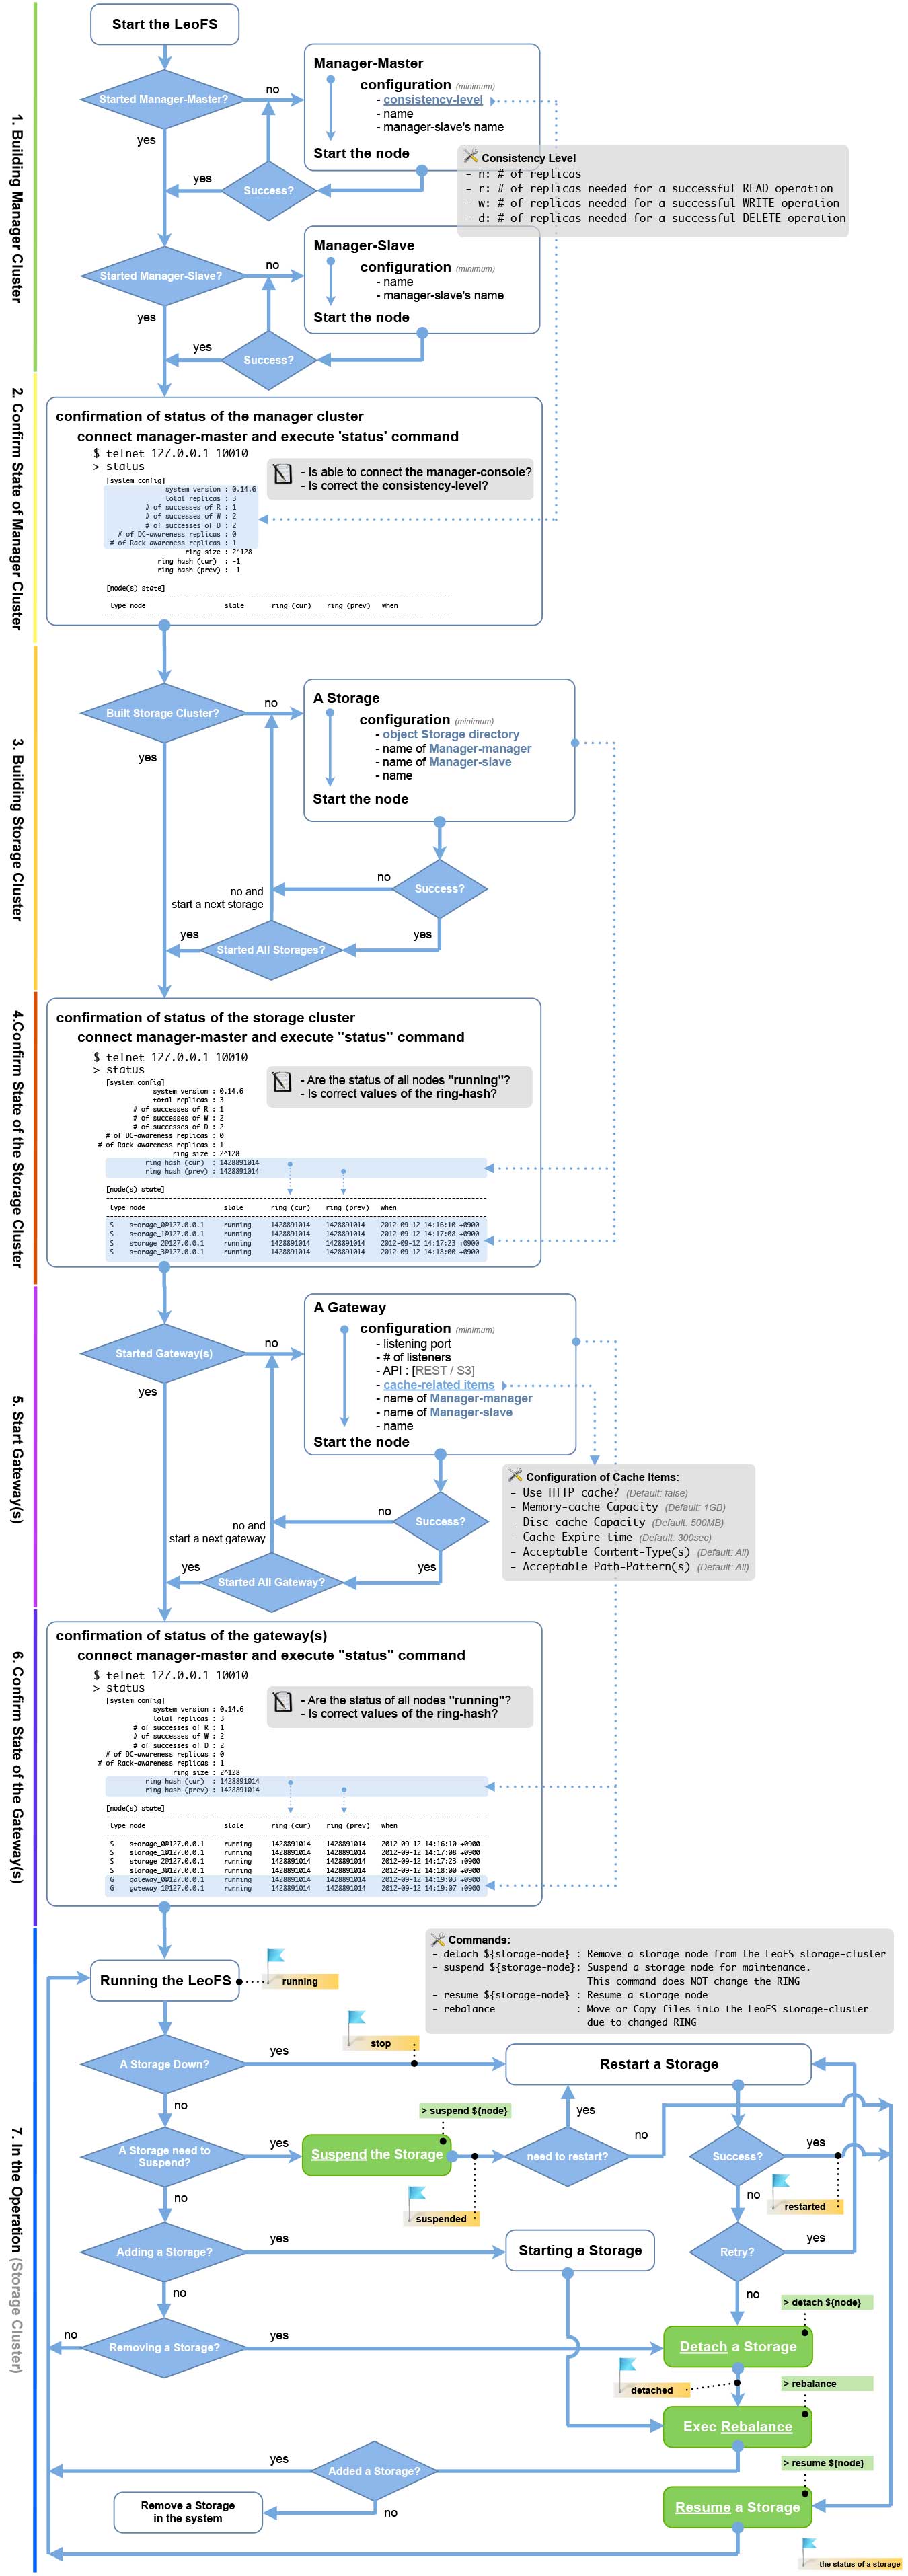 Start the LeoFS
1. Building Manager Cluster
Started Manager-Master?
no
yes
Manager-Master
configuration (minimum)
- consistency-level
- name
- manager-slave's name
Start the node
yes
Success?
Consistency Level
- n: # of replicas
- r: # of replicas needed for a successful READ operation
- w: # of replicas needed for a successful WRITE operation
- d: # of replicas needed for a successful DELETE operation
Started Manager-Slave?
no
yes
Manager-Slave
configuration (minimum)
- name
- manager-slave's name
Start the node
yes
Success?
2. Confirm State of Manager Cluster
confirmation of status of the manager cluster
connect manager-master and execute 'status' command
$ telnet 127.0.0.1 10010
> status
- Is able to connect the manager-console?
- Is correct the consistency-level?
[system config]
system version : 0.14.6
total replicas : 3
# of successes of R : 1
# of successes of W : 2
# of successes of D : 2
# of DC-awareness replicas : 0
# of Rack-awareness replicas : 1
ring size : 2^128
ring hash (cur) : -1
ring hash (prev) : -1
[node(s) state]
type node state ring (cur) ring (prev) when
3. Building Storage Cluster
Built Storage Cluster?
no
yes
A Storage
configuration (minimum)
- object Storage directory
- name of Manager-manager
- name of Manager-slave
- name
Start the node
Success?
no
no and
start a next storage
yes
Started All Storages?
yes
4.Confirm State of the Storage Cluster
confirmation of status of the storage cluster
connect manager-master and execute "status" command
$ telnet 127.0.0.1 10010
> status
- Are the status of all nodes "running"?
- Is correct values of the ring-hash?
[system config]
system version : 0.14.6
total replicas : 3
# of successes of R : 1
# of successes of W : 2
# of successes of D : 2
# of DC-awareness replicas : 0
# of Rack-awareness replicas : 1
ring size : 2^128
ring hash (cur) : 1428891014
ring hash (prev) : 1428891014
[node(s) state]
type node state ring (cur) ring (prev) when
S storage_0@127.0.0.1 running 1428891014 1428891014 2012-09-12 14:16:10 +0900
S storage_1@127.0.0.1 running 1428891014 1428891014 2012-09-12 14:17:08 +0900
S storage_2@127.0.0.1 running 1428891014 1428891014 2012-09-12 14:17:23 +0900
S storage_3@127.0.0.1 running 1428891014 1428891014 2012-09-12 14:18:00 +0900
5. Start Gateway(s)
Started Gateway(s)
no
yes
A Gateway
configuration (minimum)
- listening port
- # of listeners
- API : [REST / S3]
- cache-related items
- name of Manager-manager
- name of Manager-slave
- name
Start the node
Configuration of Cache Items:
- Use HTTP cache? (Default: false)
- Memory-cache Capacity (Default: 1GB)
- Disc-cache Capacity (Default: 500MB)
- Cache Expire-time (Default: 300sec)
- Acceptable Content-Type(s) (Default: All)
- Acceptable Path-Pattern(s) (Default: All)
Success?
no
no and
start a next gateway
yes
Started All Gateway?
yes
6. Confirm State of the Gateway(s)
confirmation of status of the gateway(s)
connect manager-master and execute "status" command
$ telnet 127.0.0.1 10010
> status
- Are the status of all nodes "running"?
- Is correct values of the ring-hash?
[system config]
system version : 0.14.6
total replicas : 3
# of successes of R : 1
# of successes of W : 2
# of successes of D : 2
# of DC-awareness replicas : 0
# of Rack-awareness replicas : 1
ring size : 2^128
ring hash (cur) : 1428891014
ring hash (prev) : 1428891014
[node(s) state]
type node state ring (cur) ring (prev) when
S storage_0@127.0.0.1 running 1428891014 1428891014 2012-09-12 14:16:10 +0900
S storage_1@127.0.0.1 running 1428891014 1428891014 2012-09-12 14:17:08 +0900
S storage_2@127.0.0.1 running 1428891014 1428891014 2012-09-12 14:17:23 +0900
S storage_3@127.0.0.1 running 1428891014 1428891014 2012-09-12 14:18:00 +0900
G gateway_0@127.0.0.1 running 1428891014 1428891014 2012-09-12 14:19:03 +0900
G gateway_1@127.0.0.1 running 1428891014 1428891014 2012-09-12 14:19:07 +0900
7. In the Operation (Storage Cluster)
Commands:
- detach ${storage-node} : Remove a storage node from the LeoFS storage-cluster
- suspend ${storage-node}: Suspend a storage node for maintenance.
This command does NOT change the RING
- resume ${storage-node} : Resume a storage node
- rebalance : Move or Copy files into the LeoFS storage-cluster
due to changed RING
Running the LeoFS
running
A Storage Down?
yes
stop
Restart a Storage
no
> suspend ${node}
yes
no
A Storage need to
Suspend?
yes
Suspend the Storage
need to restart?
Success?
yes
suspended
no
no
restarted
Adding a Storage?
yes
Starting a Storage
Retry?
yes
no
no
> detach ${node}
no
Removing a Storage?
yes
Detach a Storage
detached
> rebalance
Exec Rebalance
yes
Added a Storage?
> resume ${node}
no
Remove a Storage
in the system
Resume a Storage
the status of a storage